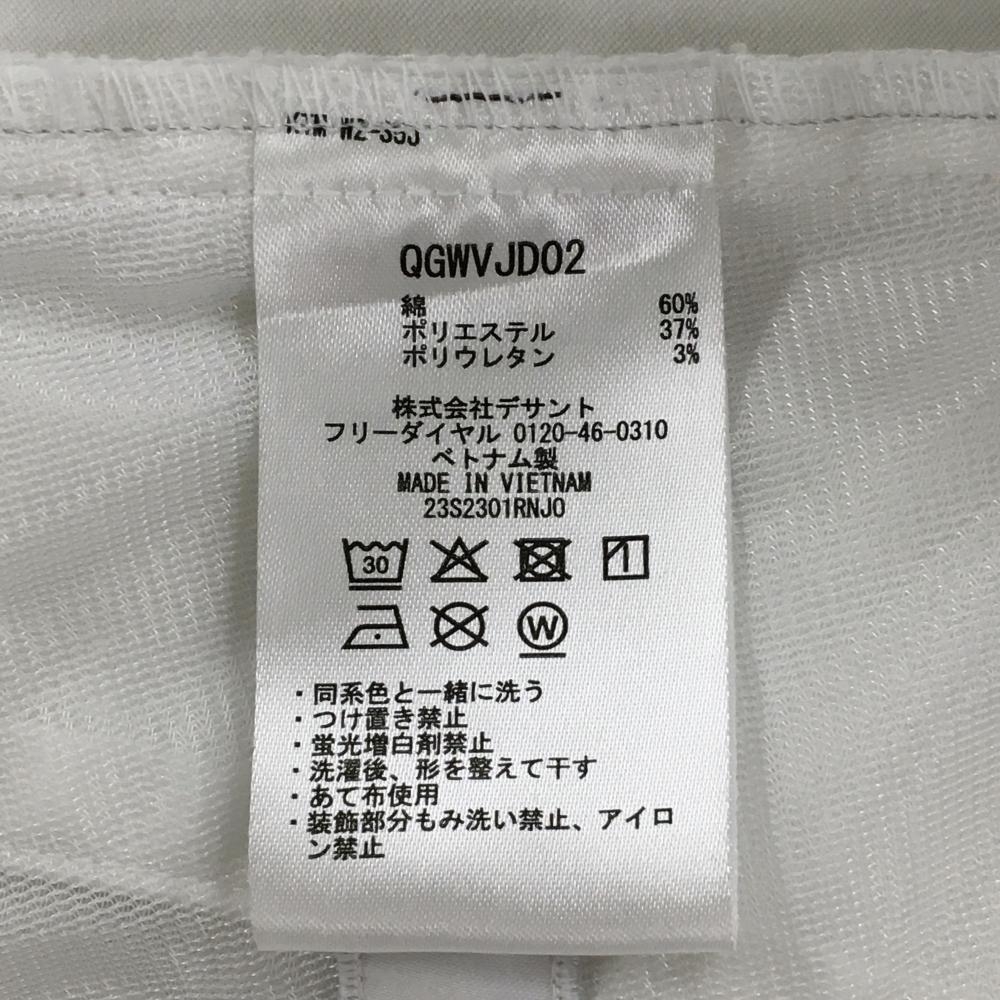 QGWVJD02
綿 60%
ポリエステル 37%
ポリウレタン 3%
株式会社デサント
フリーダイヤル 0120-46-0310
ベトナム製
MADE IN VIETNAM
23S2301RNJO
30
W
・同系色と一緒に洗う
・つけ置き禁止
・蛍光増白剤禁止
・洗濯後、形を整えて干す
・あて布使用
・装飾部分もみ洗い禁止、アイロ
ン禁止